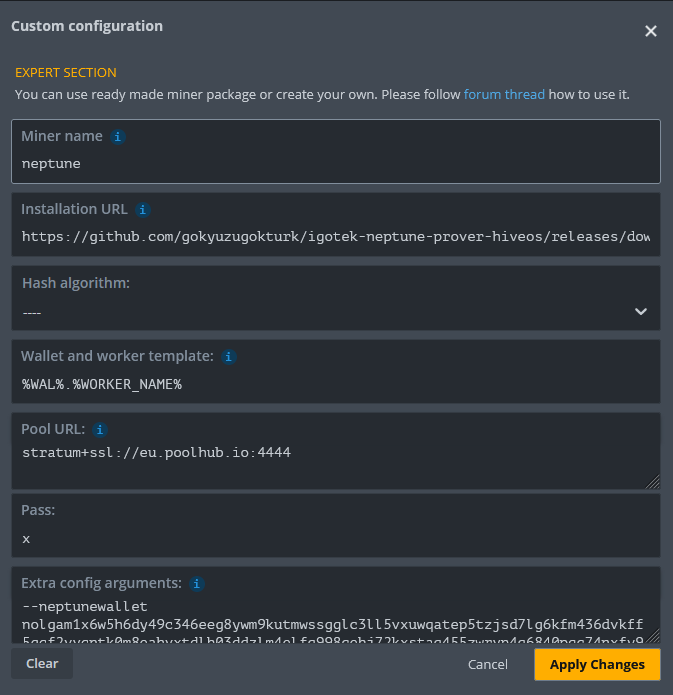 Custom configuration
EXPERT SECTION
You can use ready made miner package or create your own. Please follow forum thread how to use it.
Miner name
neptune
Installation URL
https://github.com/gokyuzugokturk/igotek-neptune-prover-hiveos/releases/dow
Hash algorithm:
----
Wallet and worker template:
%WAL%.%WORKER_NAME%
Pool URL:
stratum+ssl://eu.poolhub.io:4444
Pass:
x
Extra config arguments:
--neptunewallet
nolgam1x6w5h6dy49c346eeg8ywm9kutmwssgglc3ll5vxuwqatep5tzjsd7lg6kfm436dvkff
Clear
Cancel
Apply Changes